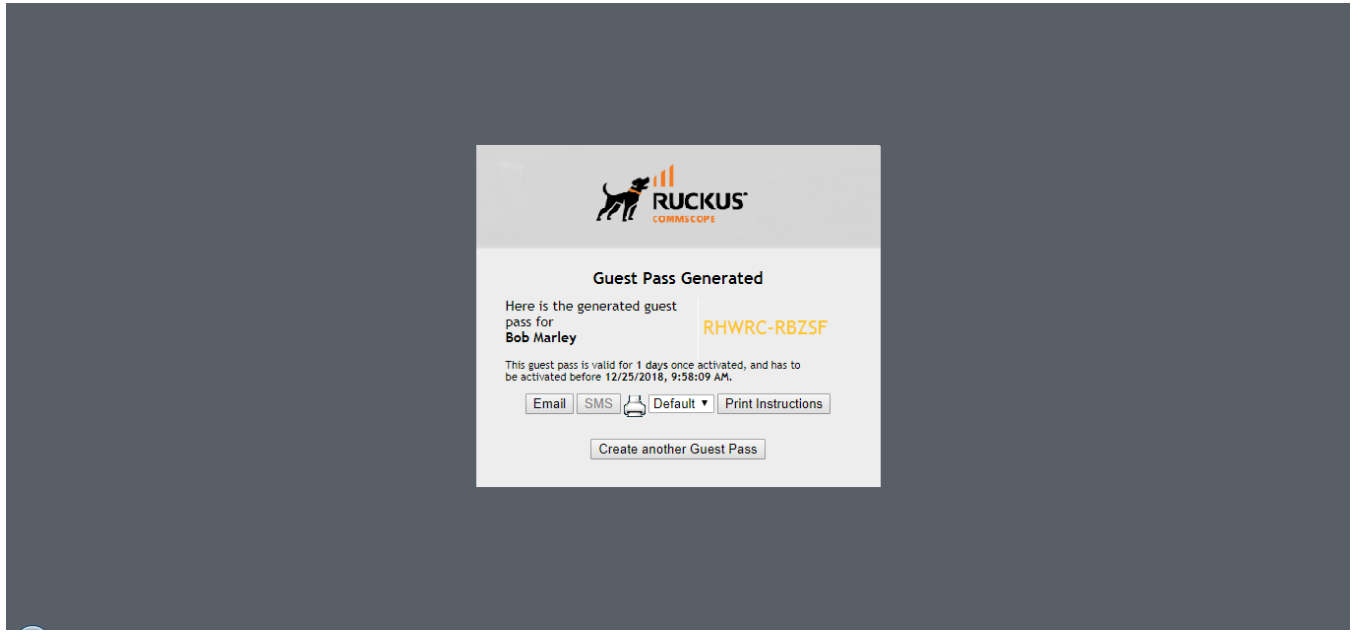 RUCKUS
COMMSCOPE
Guest Pass Generated
Here is the generated guest
pass for
Bob Marley
RHWRC-RBZSF
This guest pass is valid for 1 days once activated, and has to
be activated before 12/25/2018, 9:58:09 AM.
Email SMS Default Print Instructions
Create another Guest Pass